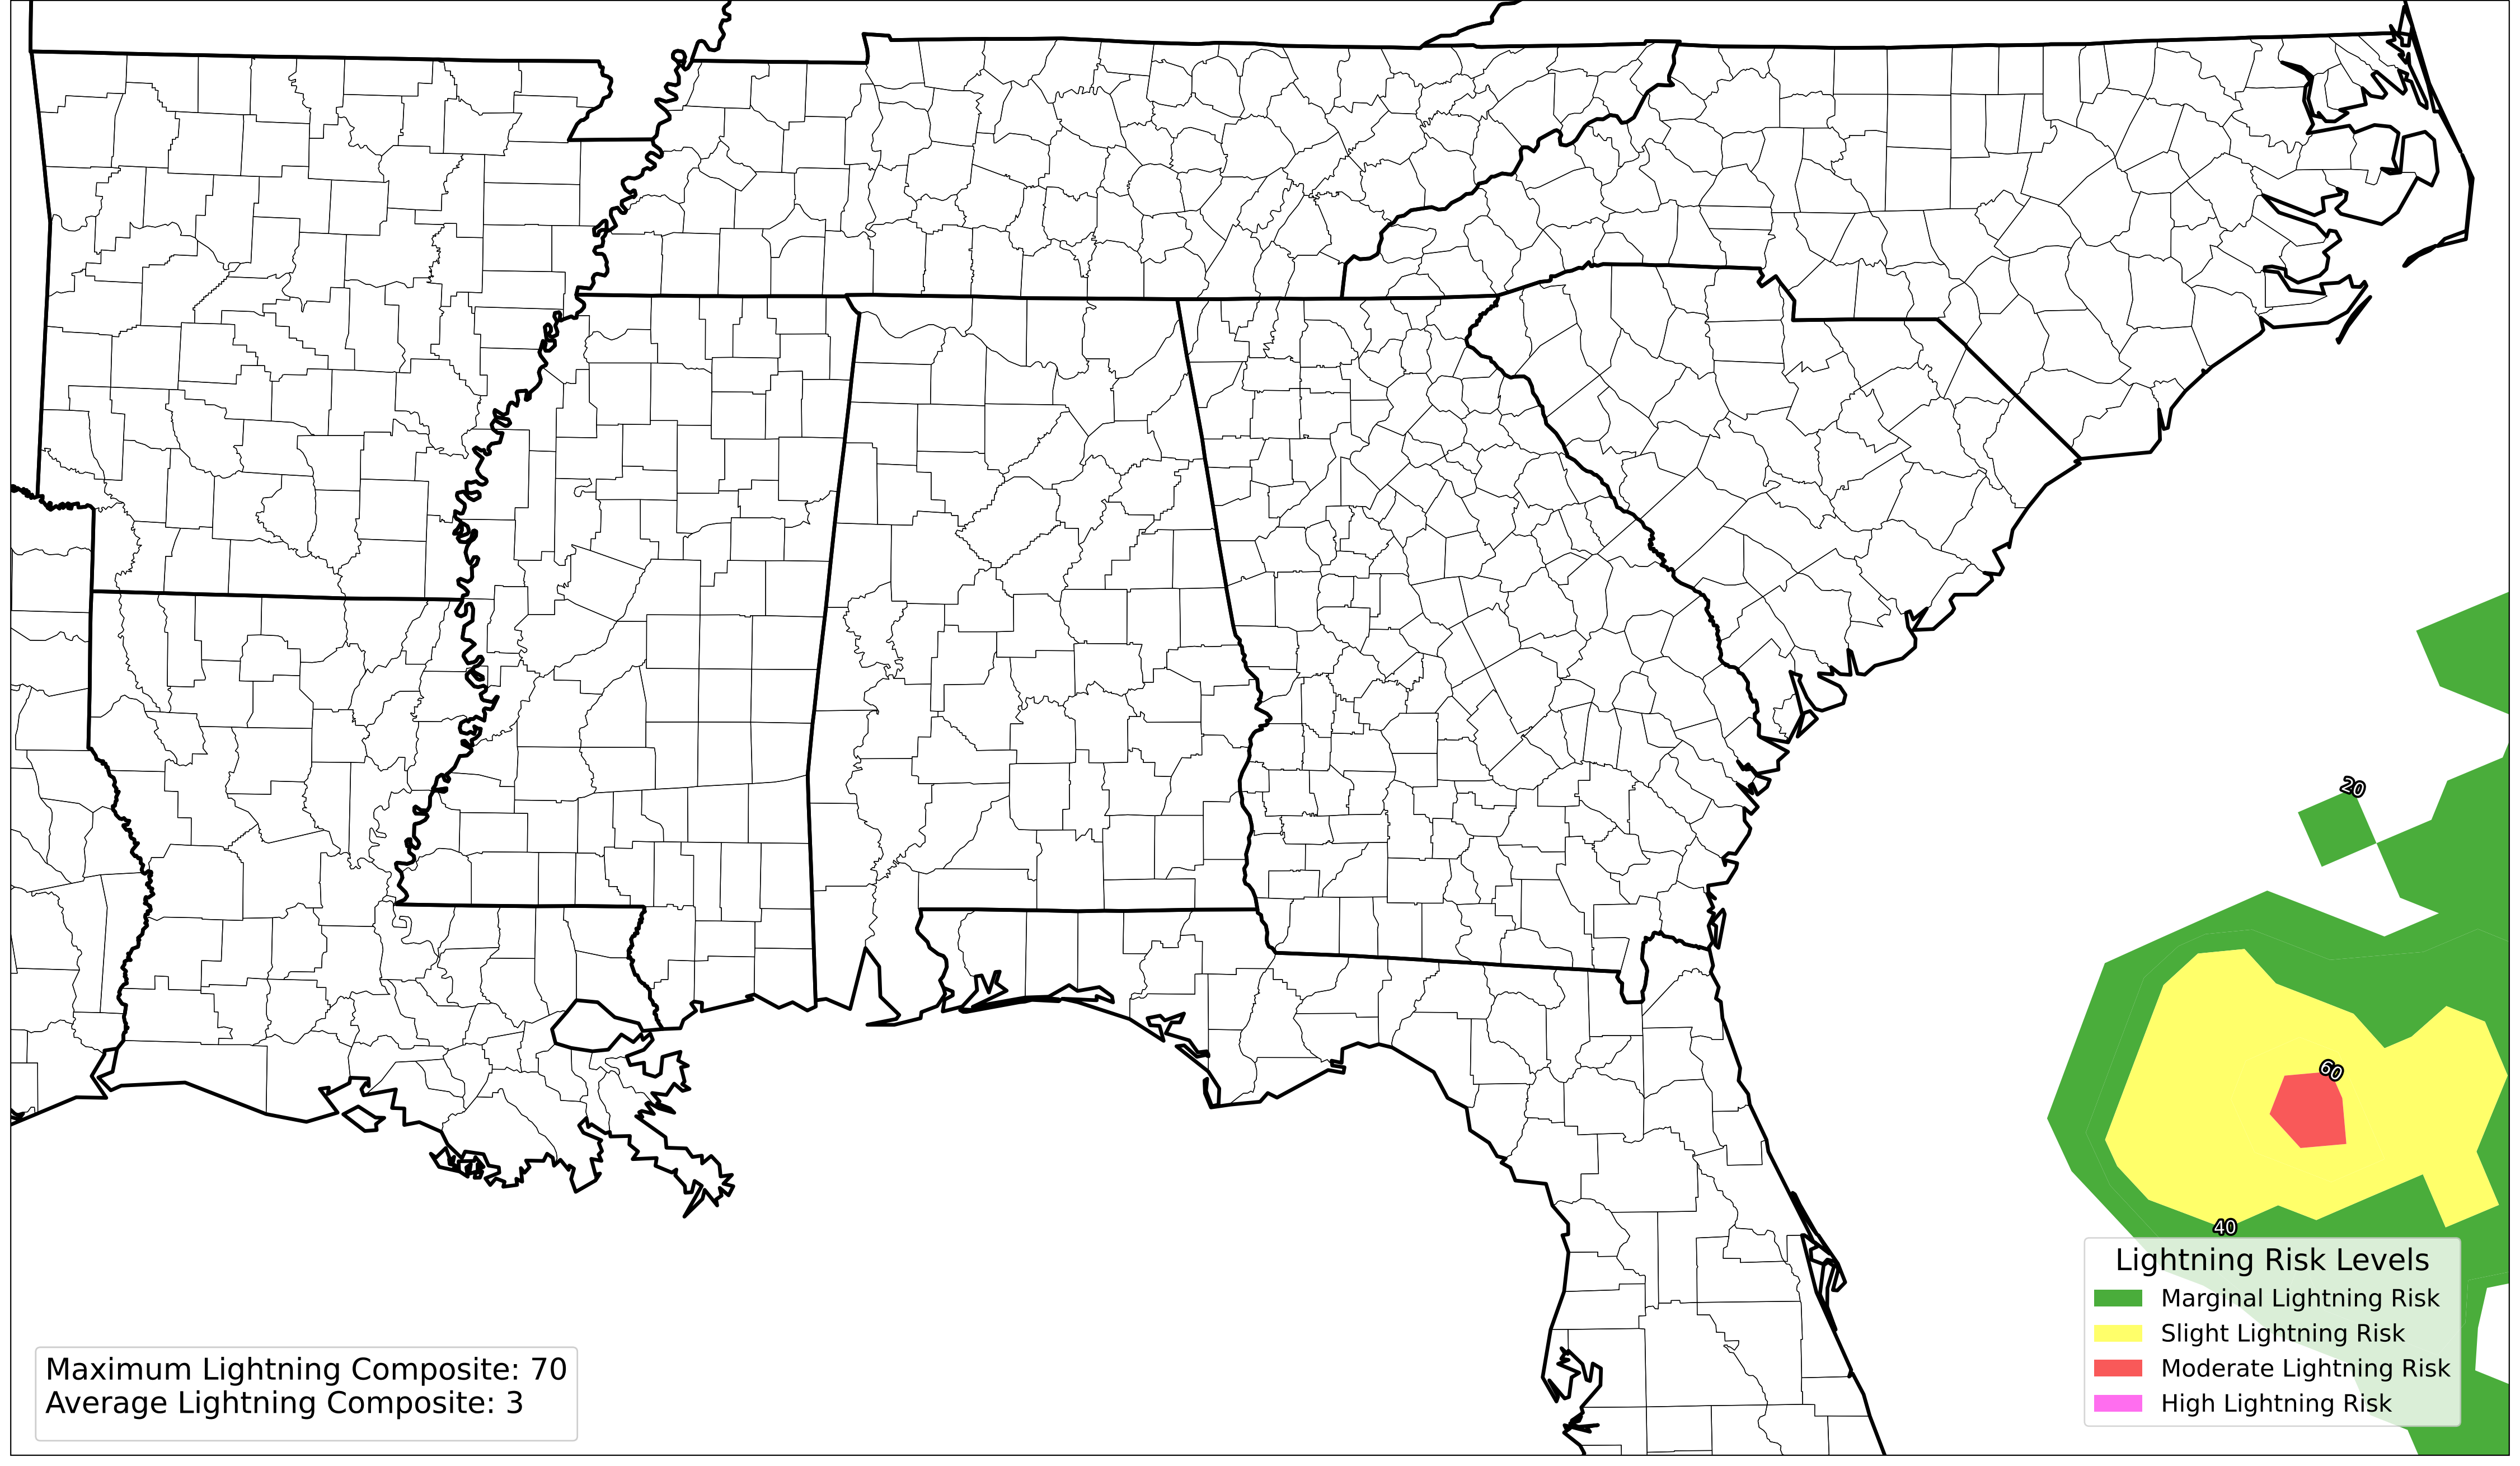 20
60
40
Lightning Risk Levels
Marginal Lightning Risk
Slight Lightning Risk
Moderate Lightning Risk
High Lightning Risk
Maximum Lightning Composite: 70
Average Lightning Composite: 3